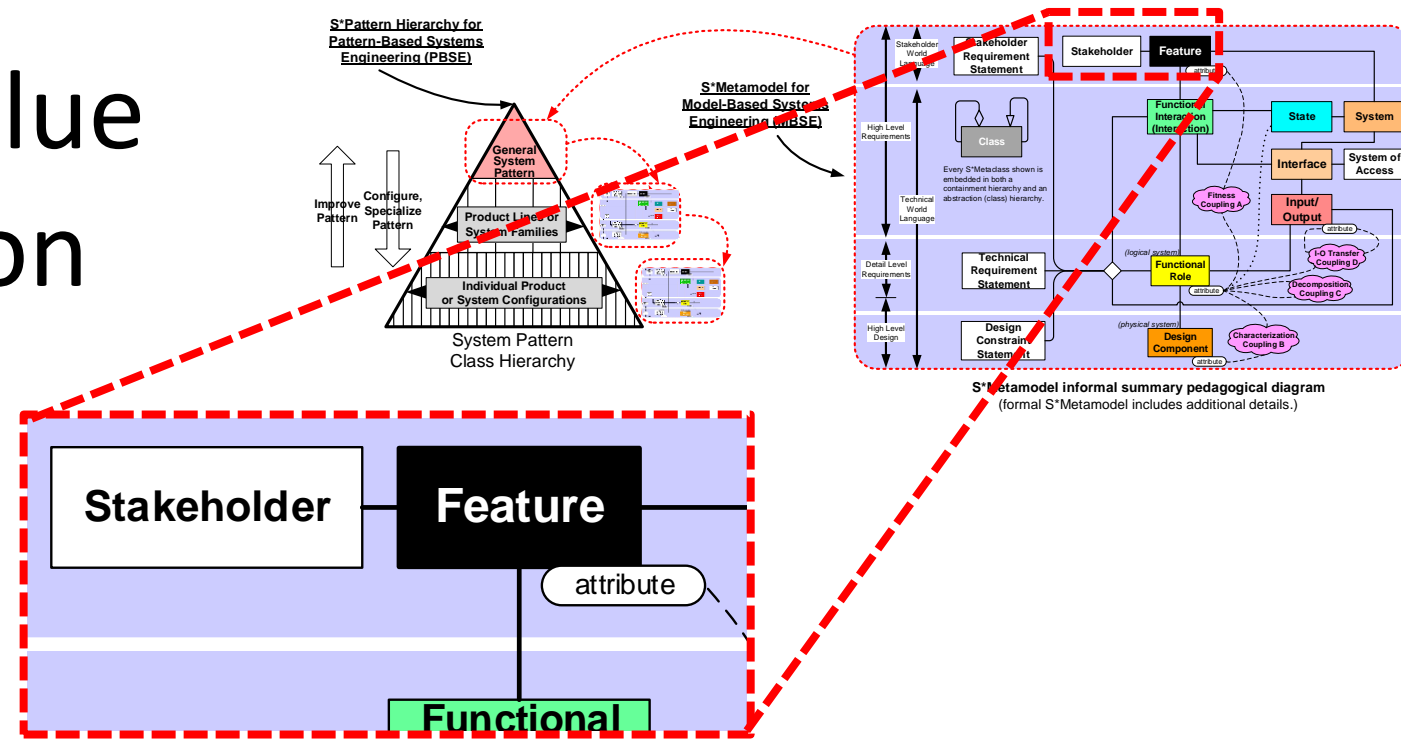 lue
on
S*Pattern Hierarchy for
Pattern-Based Systems
Engineering (PBSE)
General
System
Pattern
Improve
Pattern
Configure,
Specialize
Pattern
Product Lines or
System Families
Individual Product
or System Configurations
System Pattern
Class Hierarchy
S*Metamodel for
Model-Based Systems
Engineering (MBSE)
Stakeholder
World
Language
High Level
Requirements
Technical
World
Language
Detail Level
Requirements
High Level
Design
Stakeholder
Requirement
Statement
Stakeholder
Feature
attribute
Class
Every S*Metaclass shown is
embedded in both a
containment hierarchy and an
abstraction (class) hierarchy.
Functional
Interaction
(Interaction)
State
System
Interface
System of
Access
Fitness
Coupling A
Input/
Output
attribute
I-O Transfer
Coupling D
Technical
Requirement
Statement
(logical system)
Functional
Role
attribute
Decomposition
Coupling C
Design
Constraint
Statement
(physical system)
Design
Component
attribute
Characterization
Coupling B
S*Metamodel informal summary pedagogical diagram
(formal S*Metamodel includes additional details.)
Stakeholder
Feature
attribute
Functional